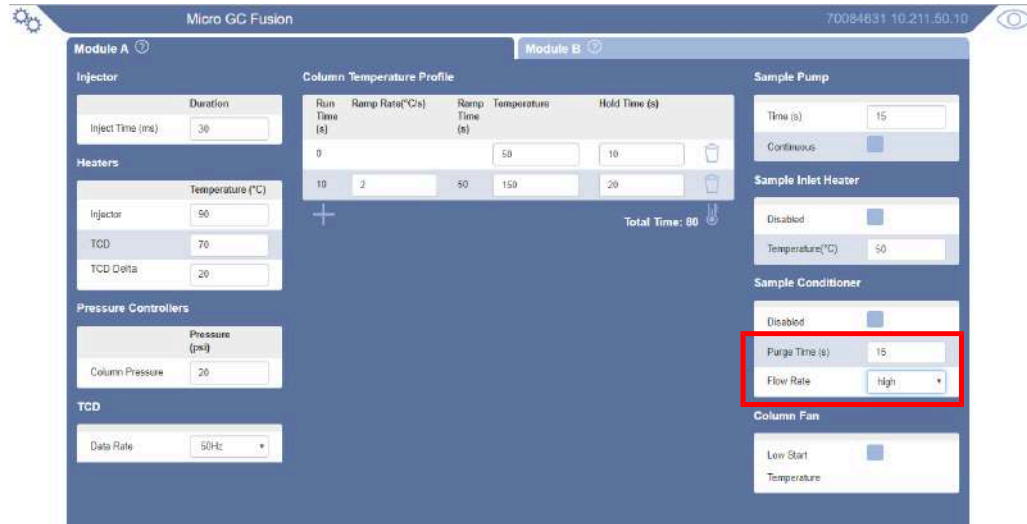 Micro GC Fusion
70084631 10.211.50.10
Module A ?
Module B ?
Injector
Duration
Inject Time (ms) 30
Heaters
Temperature (°C)
Injector 90
TCD 70
TCD Delta 20
Pressure Controllers
Pressure (psi)
Column Pressure 20
TCD
Data Rate 50Hz
Column Temperature Profile
Run Time (s) Ramp Rate(°C/s) Ramp Time (s) Temperature Hold Time (s)
0 50 10
10 2 50 150 20
Total Time: 80
Sample Pump
Time (s) 15
Continuous
Sample Inlet Heater
Disabled
Temperature(°C) 50
Sample Conditioner
Disabled
Purge Time (s) 15
Flow Rate high
Column Fan
Low Start
Temperature